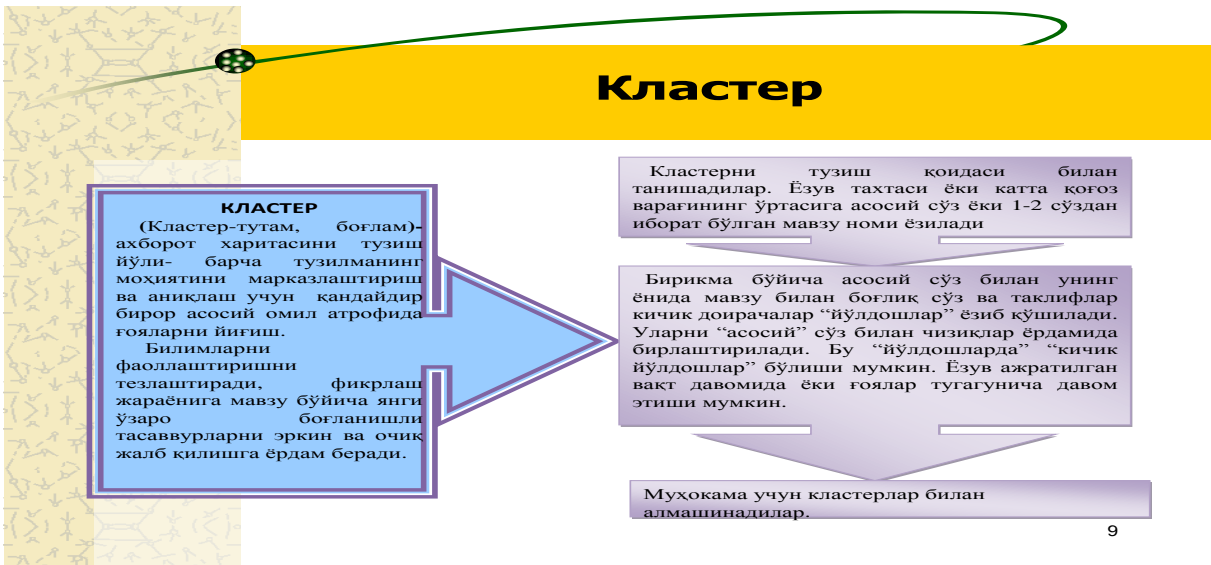 Кластер
КЛАСТЕР
(Кластер-тутам, боғлам)-
ахборот харитасини тузиш
йўли- барча тузилманинг
моҳиятини марказлаштириш
ва аниқлаш учун қандайдир
бирор асосий омил атрофида
ғояларни йиғиш.
Билимларни
фаоллаштиришни
тезлаштиради, фикрлаш
жараёнига мавзу бўйича янги
ўзаро боғланишли
тасаввурларни эркин ва очиқ
жалб қилишга ёрдам беради.
Кластерни тузиш қоидаси билан
танишадилар. Ёзув тахтаси ёки катта қоғоз
варағининг ўртасига асосий сўз ёки 1-2 сўздан
иборат бўлган мавзу номи ёзилади
Бирикма бўйича асосий сўз билан унинг
ёнида мавзу билан боғлиқ сўз ва таклифлар
кичик доирачалар “йўлдошлар” ёзиб қўшилади.
Уларни “асосий” сўз билан чизиқлар ёрдамида
бирлаштирилади. Бу “йўлдошларда” “кичик
йўлдошлар” бўлиши мумкин. Ёзув ажратилган
вақт давомида ёки ғоялар тугагунича давом
этиши мумкин.
Муҳокама учун кластерлар билан
алмашинадилар.
9